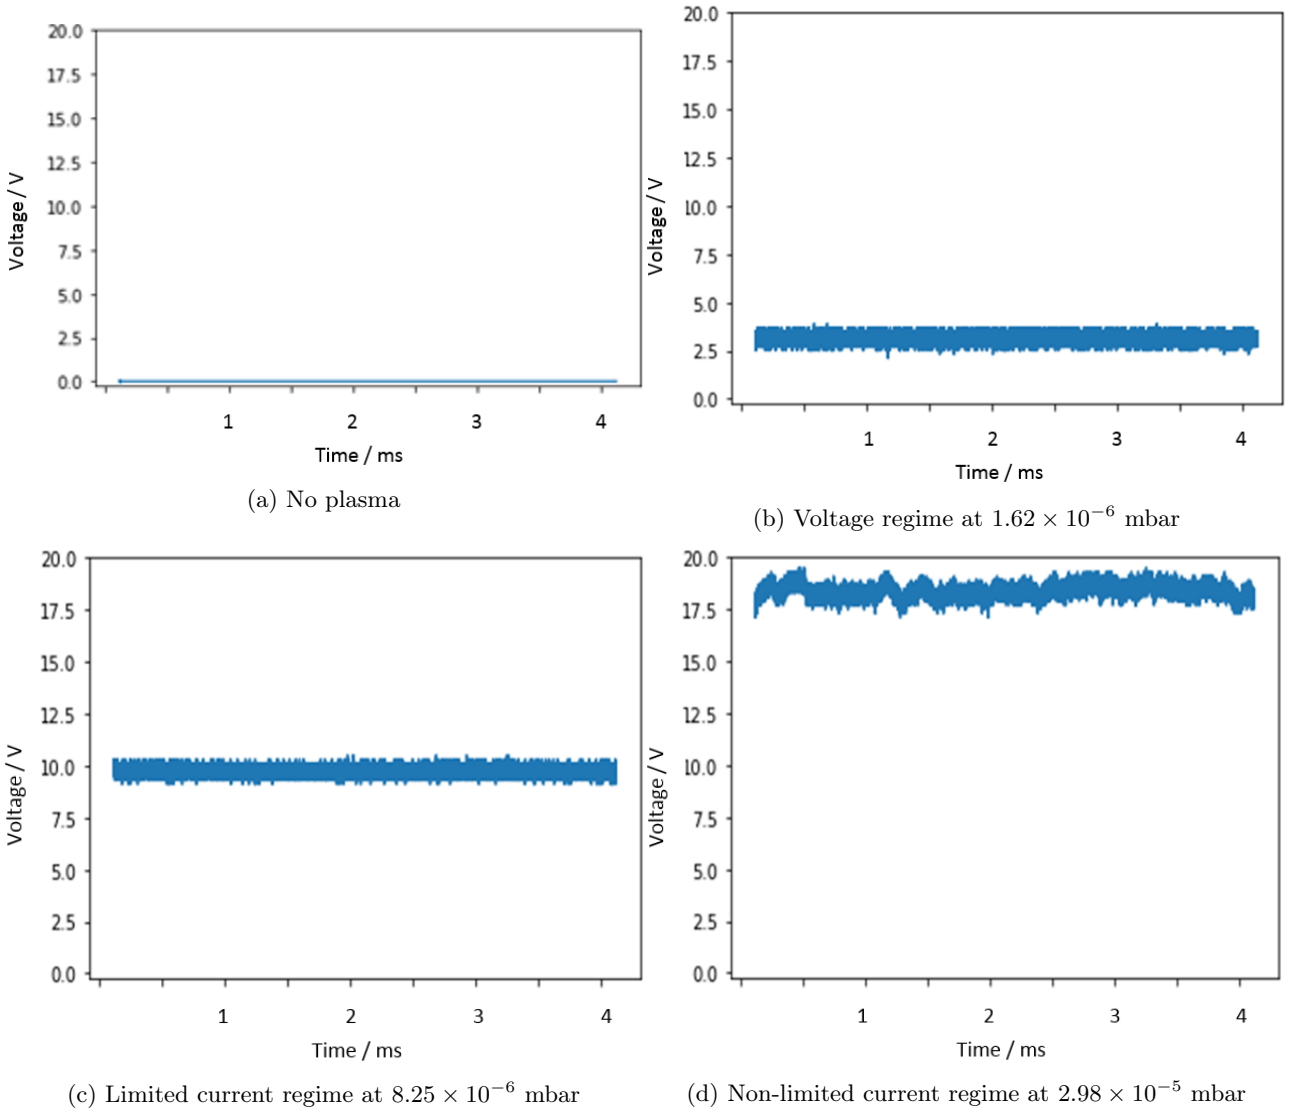 20.0
17.5
15.0
12.5
10.0
7.5
5.0
2.5
0.0
Voltage / V
1 2 3 4
Time / ms
(a) No plasma
20.0
17.5
15.0
12.5
10.0
7.5
5.0
2.5
0.0
Voltage / V
1 2 3 4
Time / ms
(b) Voltage regime at 1.62 × 10⁻⁶ mbar
20.0
17.5
15.0
12.5
10.0
7.5
5.0
2.5
0.0
Voltage / V
1 2 3 4
Time / ms
(c) Limited current regime at 8.25 × 10⁻⁶ mbar
20.0
17.5
15.0
12.5
10.0
7.5
5.0
2.5
0.0
Voltage / V
1 2 3 4
Time / ms
(d) Non-limited current regime at 2.98 × 10⁻⁵ mbar